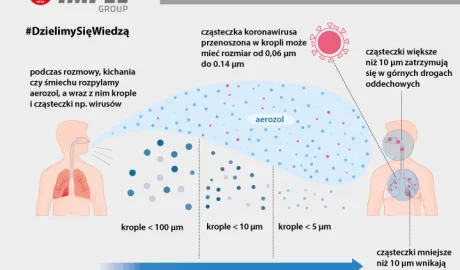 GROUP
#DzielimySięWiedzą
podczas rozmowy, kichania
czy śmiechu rozpylamy
aerozol, a wraz z nim krople
i cząsteczki np. wirusów
cząsteczka koronawirusa
przenoszona w kropli może
mieć rozmiar od 0,06 μm
do 0.14 μm
cząsteczki większe
niż 10 μm zatrzymują
się w górnych drogach
oddechowych
aerozol
krople < 100 μm
krople < 10 μm
krople < 5 μm
cząsteczki mniejsze
niż 10 μm wnikają